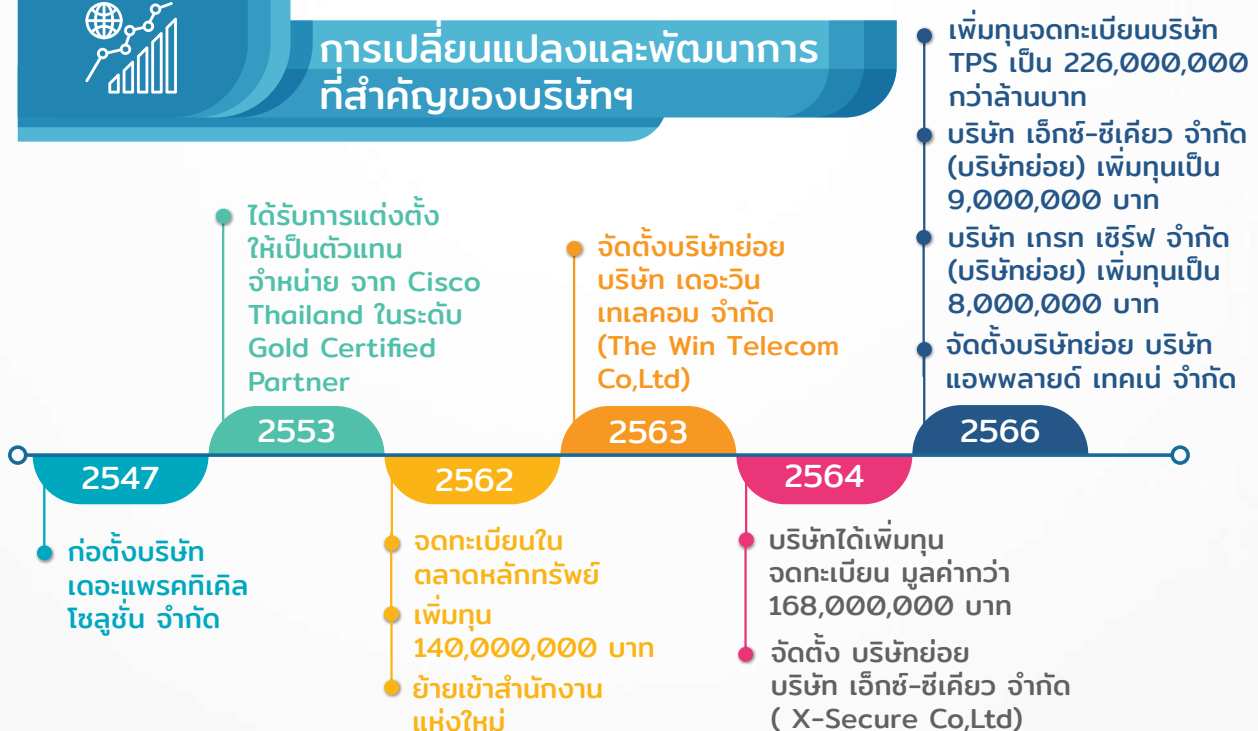 การเปลี่ยนแปลงและพัฒนาการ
ที่สำคัญของบริษัทฯ
2547
ก่อตั้งบริษัท
เดอะแพรคทิเคิล
โซลูชั่น จำกัด
2553
ได้รับการแต่งตั้ง
ให้เป็นตัวแทน
จำหน่าย จาก Cisco
Thailand ในระดับ
Gold Certified
Partner
2562
จดทะเบียนใน
ตลาดหลักทรัพย์
เพิ่มทุน
140,000,000 บาท
ย้ายเข้าสำนักงาน
แห่งใหม่
2563
จัดตั้งบริษัทย่อย
บริษัท เดอะวิน
เทเลคอม จำกัด
(The Win Telecom
Co,Ltd)
2564
บริษัทได้เพิ่มทุน
จดทะเบียน มูลค่ากว่า
168,000,000 บาท
จัดตั้ง บริษัทย่อย
บริษัท เอ็กซ์-ซีเคียว จำกัด
( X-Secure Co,Ltd)
2566
เพิ่มทุนจดทะเบียนบริษัท
TPS เป็น 226,000,000
กว่าล้านบาท
บริษัท เอ็กซ์-ซีเคียว จำกัด
(บริษัทย่อย) เพิ่มทุนเป็น
9,000,000 บาท
บริษัท เกรท เซิร์ฟ จำกัด
(บริษัทย่อย) เพิ่มทุนเป็น
8,000,000 บาท
จัดตั้งบริษัทย่อย บริษัท
แอพพลายด์ เทคเน่ จำกัด